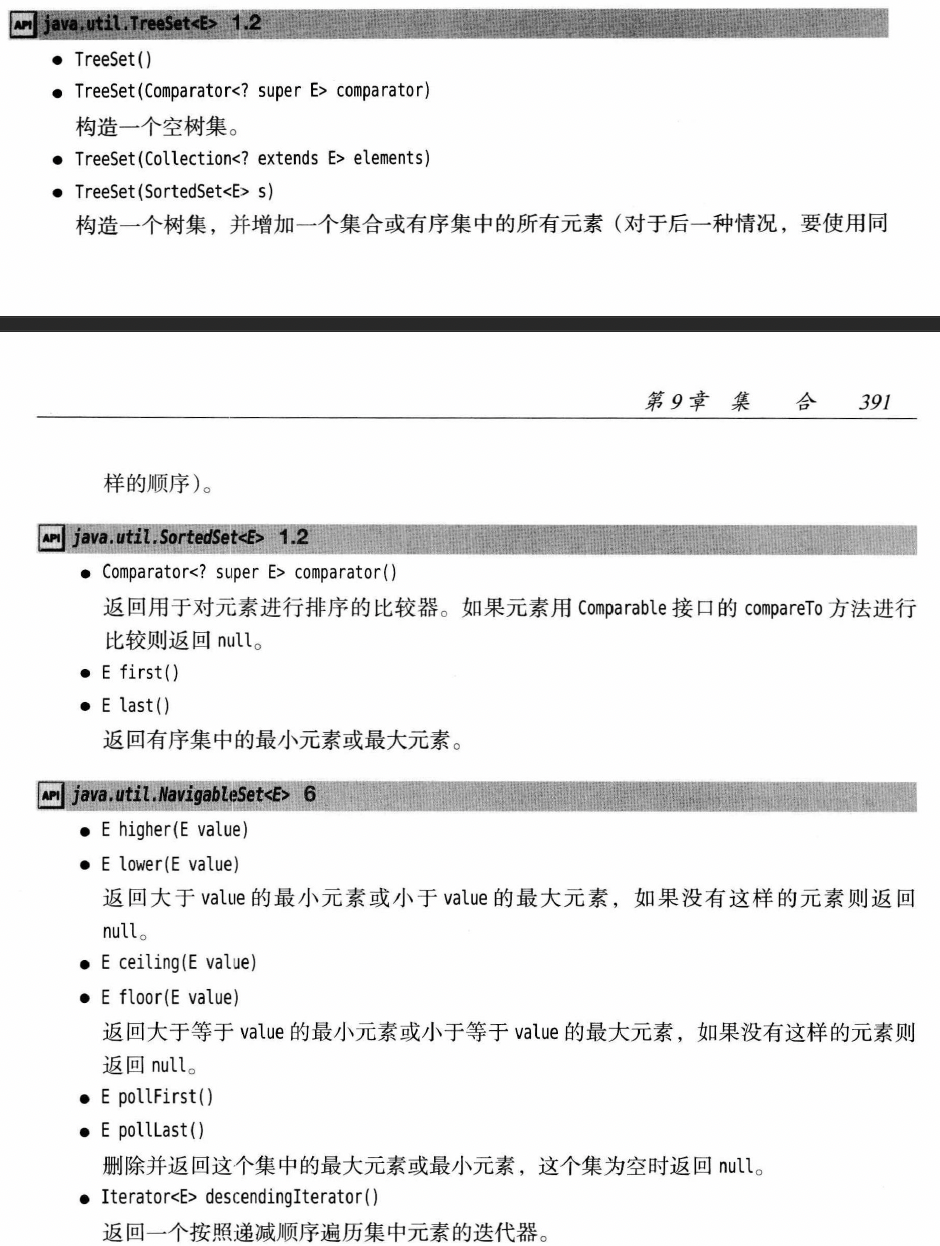 API java.util.TreeSet<E> 1.2
● TreeSet()
● TreeSet(Comparator<? super E> comparator)
构造一个空树集。
● TreeSet(Collection<? extends E> elements)
● TreeSet(SortedSet<E> s)
构造一个树集，并增加一个集合或有序集中的所有元素（对于后一种情况，要使用同
第9章 集 合 391
样的顺序）。
API java.util.SortedSet<E> 1.2
● Comparator<? super E> comparator()
返回用于对元素进行排序的比较器。如果元素用 Comparable 接口的 compareTo 方法进行
比较则返回 null。
● E first()
● E last()
返回有序集中的最小元素或最大元素。
API java.util.NavigableSet<E> 6
● E higher(E value)
● E lower(E value)
返回大于 value 的最小元素或小于 value 的最大元素，如果没有这样的元素则返回
null。
● E ceiling(E value)
● E floor(E value)
返回大于等于 value 的最小元素或小于等于 value 的最大元素，如果没有这样的元素则
返回 null。
● E pollFirst()
● E pollLast()
删除并返回这个集中的最大元素或最小元素，这个集为空时返回 null。
● Iterator<E> descendingIterator()
返回一个按照递减顺序遍历集中元素的迭代器。